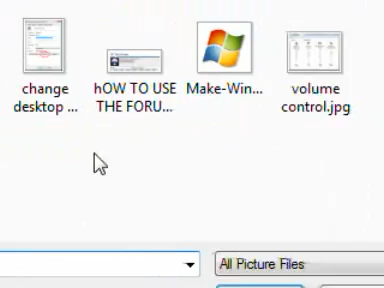 change
desktop ...
hOW TO USE
THE FORU...
Make-Win...
volume
control.jpg
All Picture Files